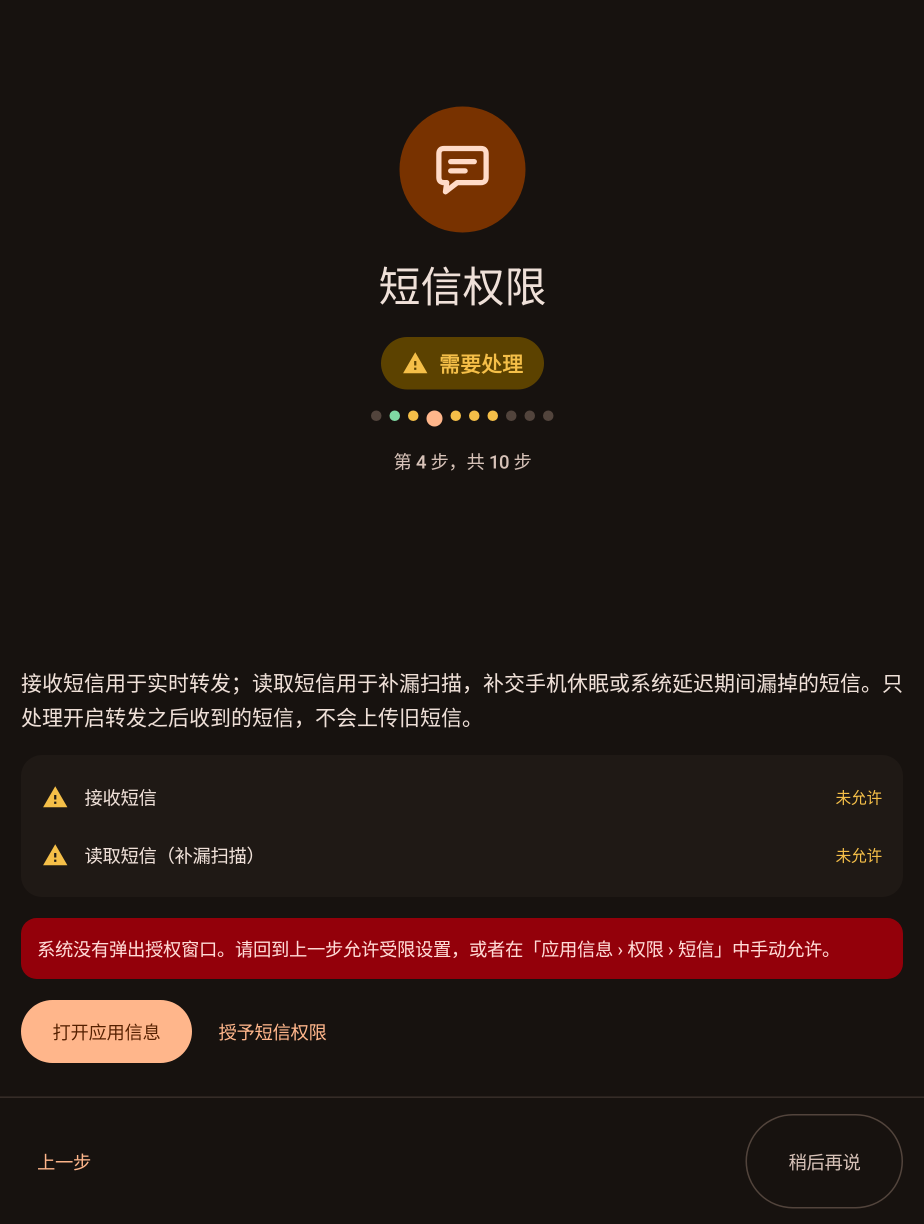 短信权限
需要处理
第 4 步，共 10 步
接收短信用于实时转发；读取短信用于补漏扫描，补交手机休眠或系统延迟期间漏掉的短信。只
处理开启转发之后收到的短信，不会上传旧短信。
接收短信 未允许
读取短信（补漏扫描） 未允许
系统没有弹出授权窗口。请回到上一步允许受限设置，或者在「应用信息 › 权限 › 短信」中手动允许。
打开应用信息 授予短信权限
上一步 稍后再说